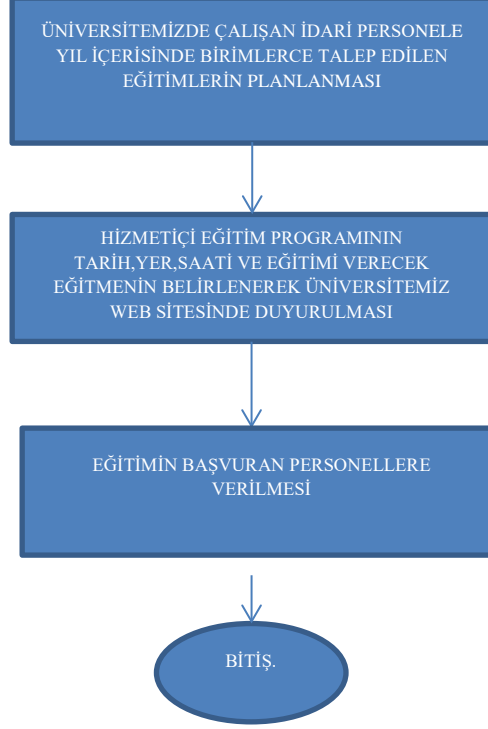 ÜNİVERSİTEMİZDE ÇALIŞAN İDARİ PERSONELE
YIL İÇERİSİNDE BİRİMLERCE TALEP EDİLEN
EĞİTİMLERİN PLANLANMASI
HİZMETİÇİ EĞİTİM PROGRAMININ
TARİH,YER,SAATİ VE EĞİTİMİ VERECEK
EĞİTMENİN BELİRLENEREK ÜNİVERSİTEMİZ
WEB SİTESİNDE DUYURULMASI
EĞİTİMİN BAŞVURAN PERSONELLERE
VERİLMESİ
BİTİŞ.